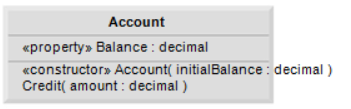 Account
«property» Balance : decimal
«constructor» Account( initialBalance : decimal )
Credit( amount : decimal )